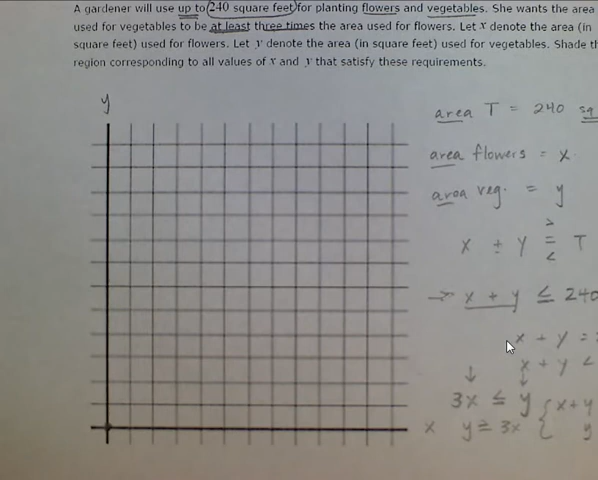 A gardener will use up to 240 square feet for planting flowers and vegetables. She wants the area
used for vegetables to be at least three times the area used for flowers. Let x denote the area (in
square feet) used for flowers. Let y denote the area (in square feet) used for vegetables. Shade th
region corresponding to all values of x and y that satisfy these requirements.
y
area T = 240 sq
area flowers = x
area veg. = y
x ± y > = < T
→ x + y ≤ 240
x + y =
x + y <
↓ ↓
3x ≤ y { x+y
x y ≥ 3x { y